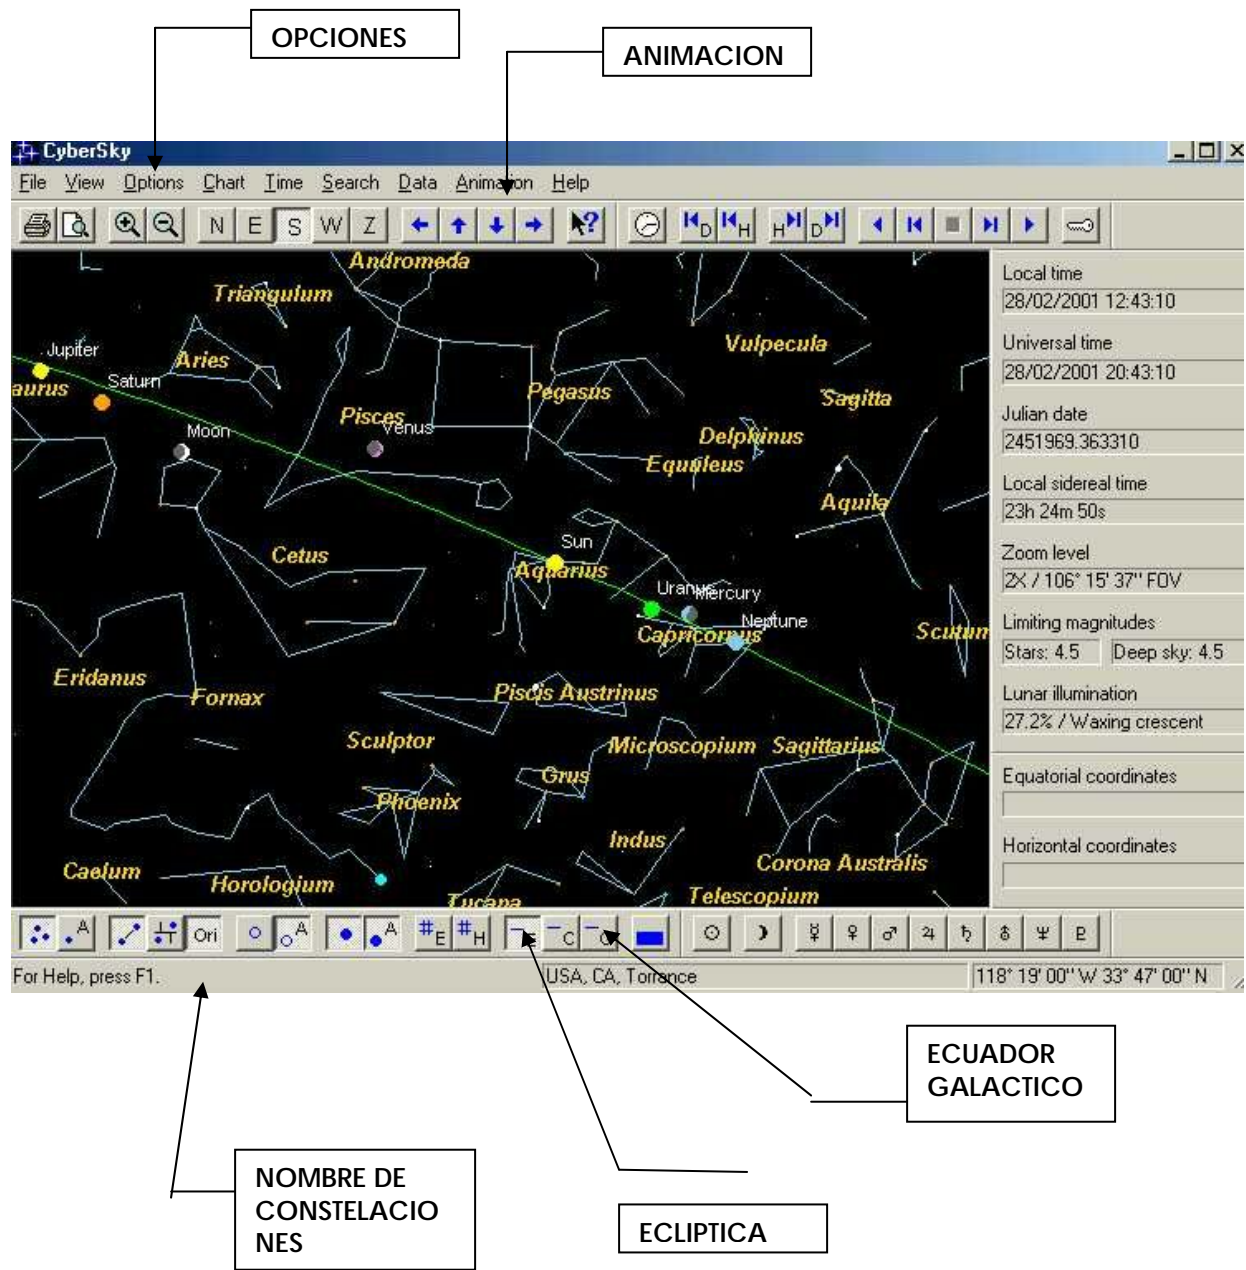 OPCIONES
ANIMACION
CyberSky
File View Options Chart Time Search Data Animation Help
N E S W Z ? D H H D
Andromeda
Triangulum
Vulpecula
Jupiter
Aries
aurus
Saturn
Pegasus
Sagitta
Pisces
Venus
Moon
Delphinus
Equuleus
Aquila
Cetus
Sun
Aquarius
Uranus
Mercury
Neptune
Capricornus
Scutum
Eridanus
Fornax
Piscis Austrinus
Sculptor
Microscopium
Sagittarius
Grus
Phoenix
Indus
Corona Australis
Caelum
Horologium
Tucana
Telescopium
Local time
28/02/2001 12:43:10
Universal time
28/02/2001 20:43:10
Julian date
2451969.363310
Local sidereal time
23h 24m 50s
Zoom level
2X / 106° 15' 37" FOV
Limiting magnitudes
Stars: 4.5 Deep sky: 4.5
Lunar illumination
27.2% / Waxing crescent
Equatorial coordinates
Horizontal coordinates
A Ori A A #E #H E C G ☉ ☽ ☿ ♀ ♂ ♃ ♄ ♅ ♆ P
For Help, press F1.
USA, CA, Torrance
118° 19' 00" W 33° 47' 00" N
ECUADOR
GALACTICO
NOMBRE DE
CONSTELACIO
NES
ECLIPTICA